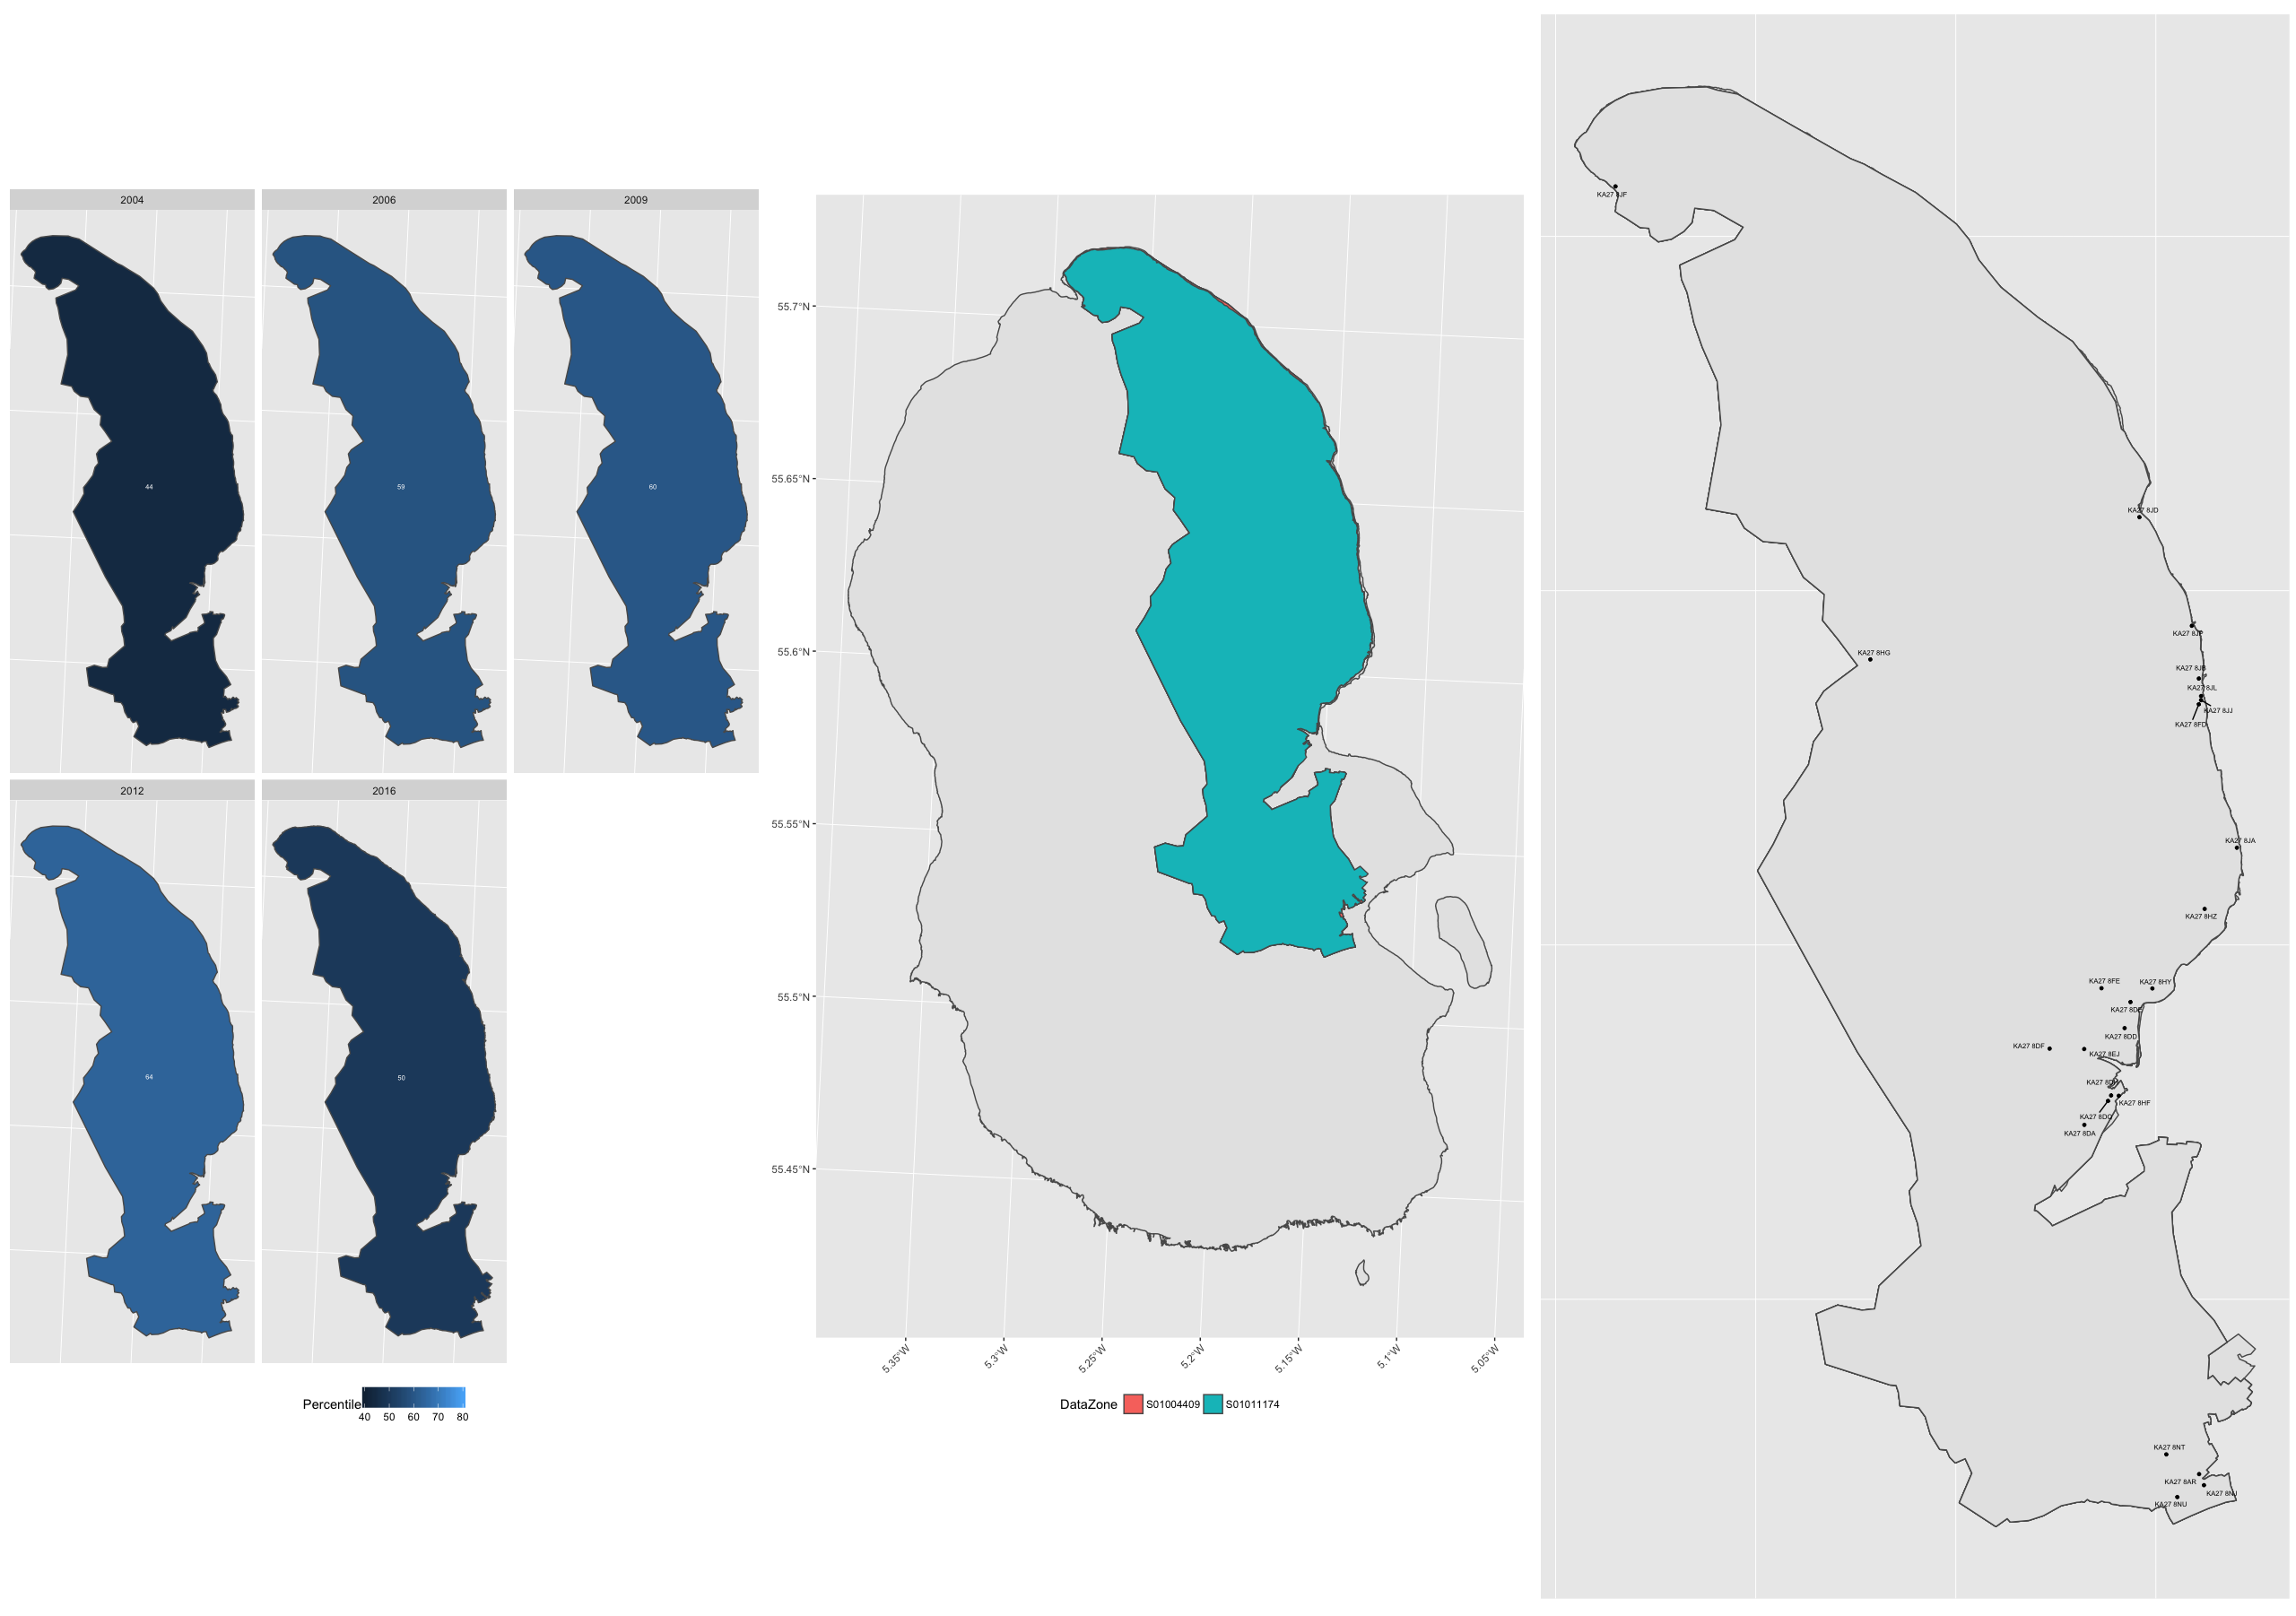 2004
2006
2009
44
59
60
2012
2016
64
50
Percentile
40 50 60 70 80
55.7°N
55.65°N
55.6°N
55.55°N
55.5°N
55.45°N
5.35°W
5.3°W
5.25°W
5.2°W
5.15°W
5.1°W
5.05°W
DataZone S01004409 S01011174
KA27 8JF
KA27 8JD
KA27 8JP
KA27 8HG
KA27 8JB
KA27 8JL
KA27 8JJ
KA27 8FD
KA27 8JA
KA27 8HZ
KA27 8FE
KA27 8HY
KA27 8DE
KA27 8DD
KA27 8DF
KA27 8EJ
KA27 8HF
KA27 8DG
KA27 8DA
KA27 8NT
KA27 8AR
KA27 8NJ
KA27 8NU